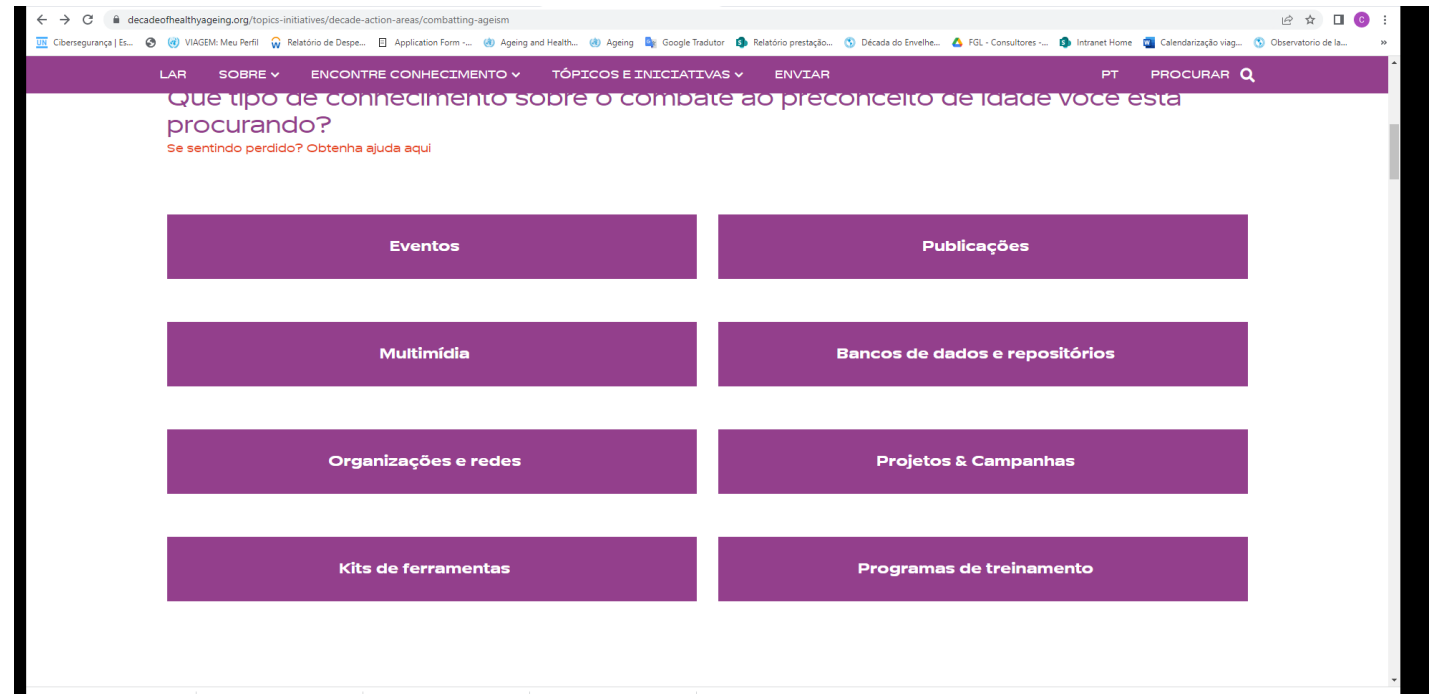 decadeofhealthyageing.org/topics-initiatives/decade-action-areas/combatting-ageism
UN Cibersegurança | Es... VIAGEM: Meu Perfil Relatório de Despe... Application Form -... Ageing and Health... Ageing Google Tradutor Relatório prestação... Década do Envelhe... FGL - Consultores -... Intranet Home Calendarização viag... Observatorio de la... »
LAR SOBRE ENCONTRE CONHECIMENTO TÓPICOS E INICIATIVAS ENVIAR PT PROCURAR
Que tipo de conhecimento sobre o combate ao preconceito de idade você está
procurando?
Se sentindo perdido? Obtenha ajuda aqui
Eventos
Publicações
Multimídia
Bancos de dados e repositórios
Organizações e redes
Projetos & Campanhas
Kits de ferramentas
Programas de treinamento